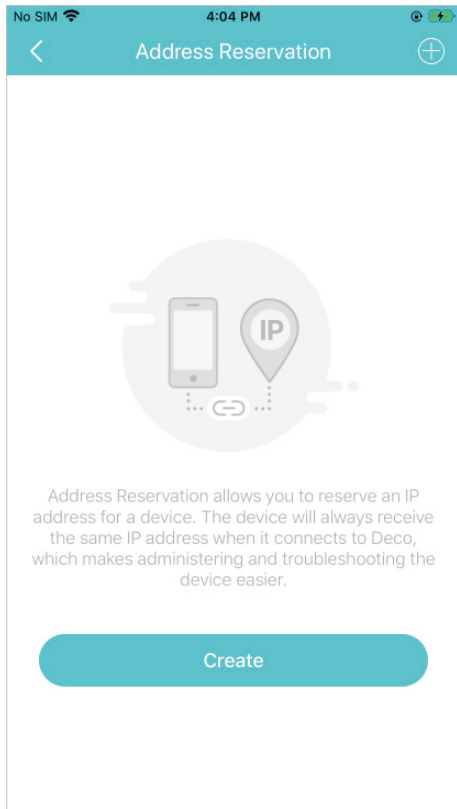 No SIM 4:04 PM
Address Reservation
IP
Address Reservation allows you to reserve an IP
address for a device. The device will always receive
the same IP address when it connects to Deco,
which makes administering and troubleshooting the
device easier.
Create